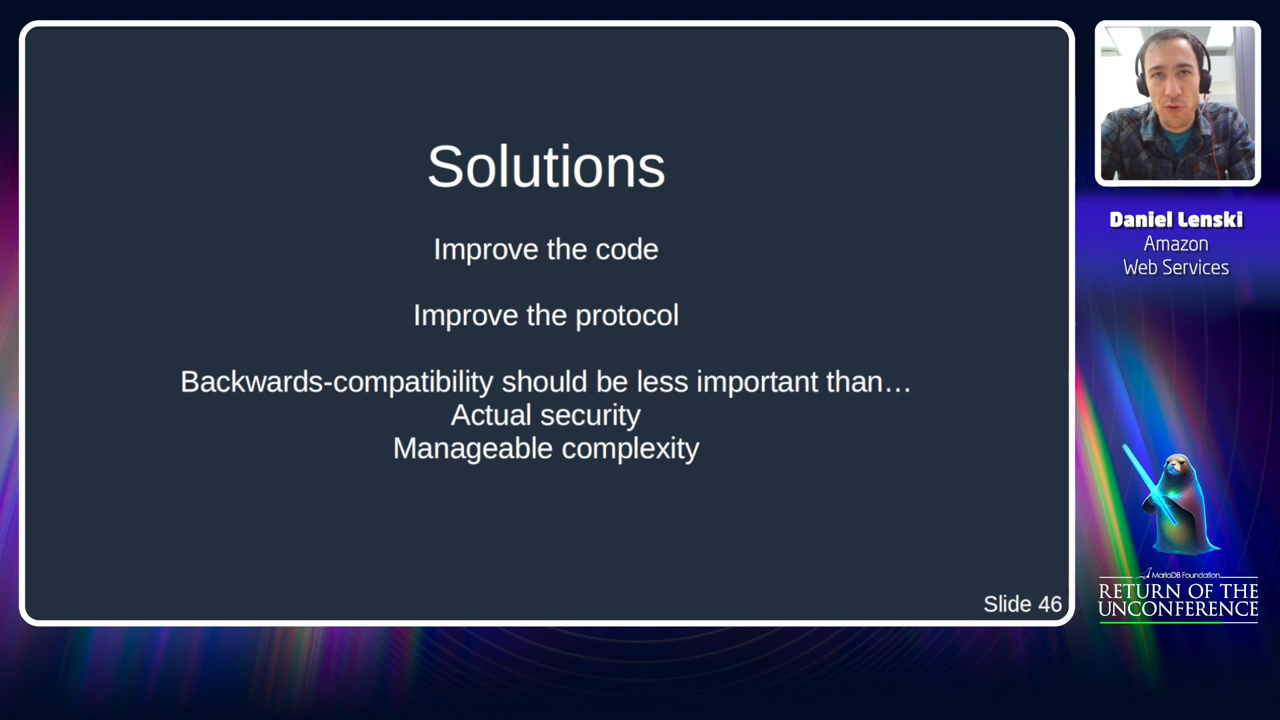 Solutions
Improve the code
Improve the protocol
Backwards-compatibility should be less important than…
Actual security
Manageable complexity
Slide 46
Daniel Lenski
Amazon
Web Services
MariaDB Foundation
RETURN OF THE
UNCONFERENCE